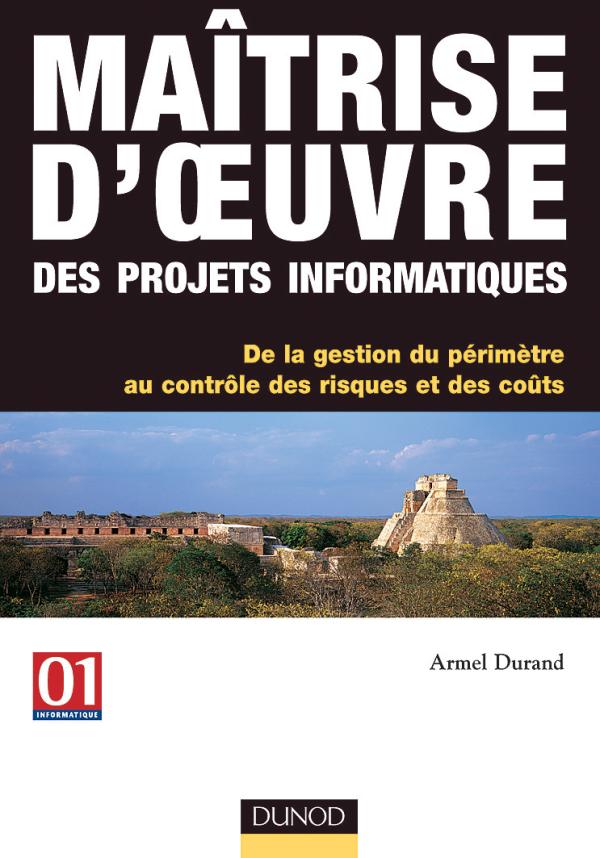 MAÎTRISE
D'ŒUVRE
DES PROJETS INFORMATIQUES
De la gestion du périmètre
au contrôle des risques et des coûts
Armel Durand
01
INFORMATIQUE
DUNOD